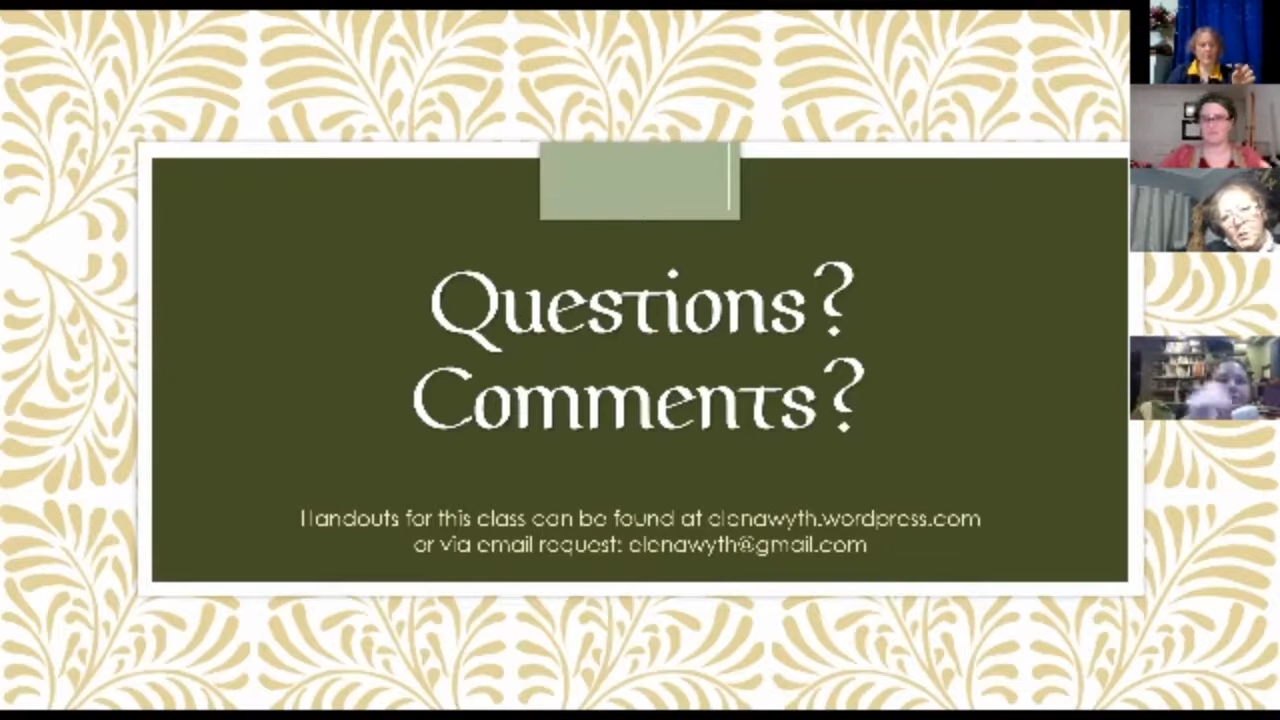 Questions?
Comments?
Handouts for this class can be found at elenawyth.wordpress.com
or via email request: elenawyth@gmail.com